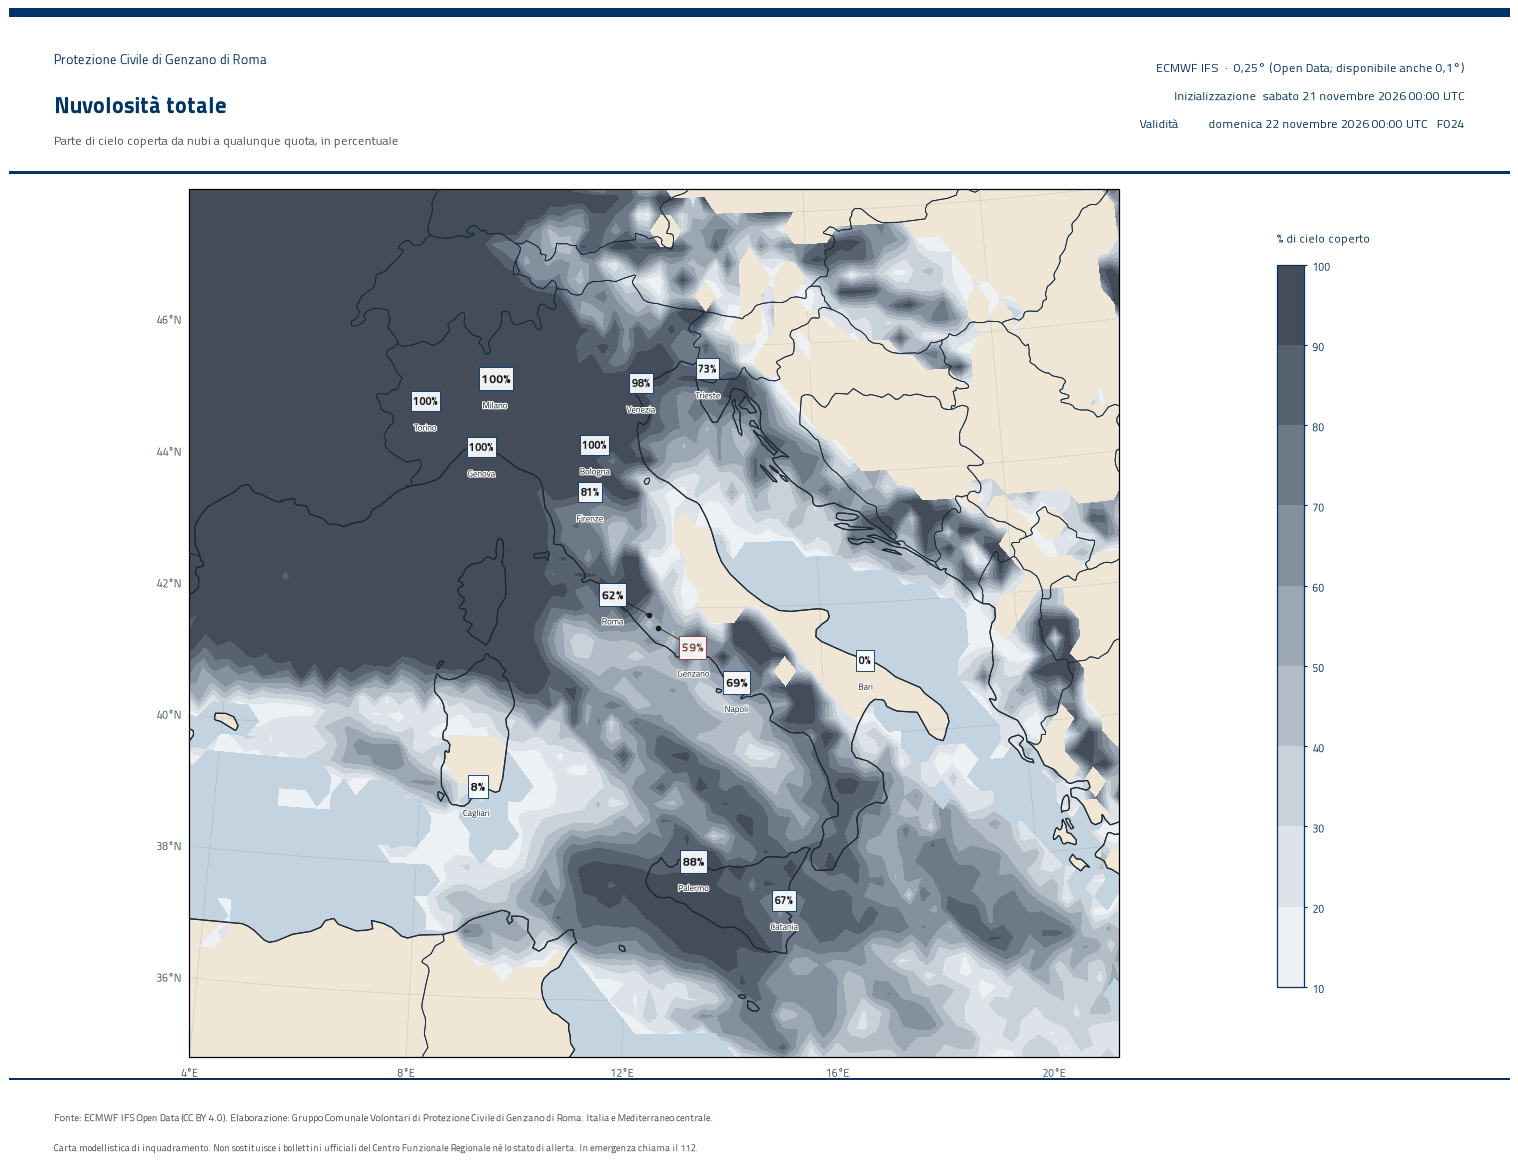 Protezione Civile di Genzano di Roma
Nuvolosità totale
Parte di cielo coperta da nubi a qualunque quota, in percentuale
ECMWF IFS · 0,25° (Open Data; disponibile anche 0,1°)
Inizializzazione sabato 21 novembre 2026 00:00 UTC
Validità domenica 22 novembre 2026 00:00 UTC F024
% di cielo coperto
100
90
80
70
60
50
40
30
20
10
46°N
44°N
42°N
40°N
38°N
36°N
4°E
8°E
12°E
16°E
20°E
73%
Trieste
98%
Venezia
100%
Milano
100%
Torino
100%
Genova
100%
Bologna
81%
Firenze
62%
Roma
59%
Genzano
69%
Napoli
0%
Bari
8%
Cagliari
88%
Palermo
67%
Catania
Fonte: ECMWF IFS Open Data (CC BY 4.0). Elaborazione: Gruppo Comunale Volontari di Protezione Civile di Genzano di Roma. Italia e Mediterraneo centrale.
Carta modellistica di inquadramento. Non sostituisce i bollettini ufficiali del Centro Funzionale Regionale né lo stato di allerta. In emergenza chiama il 112.